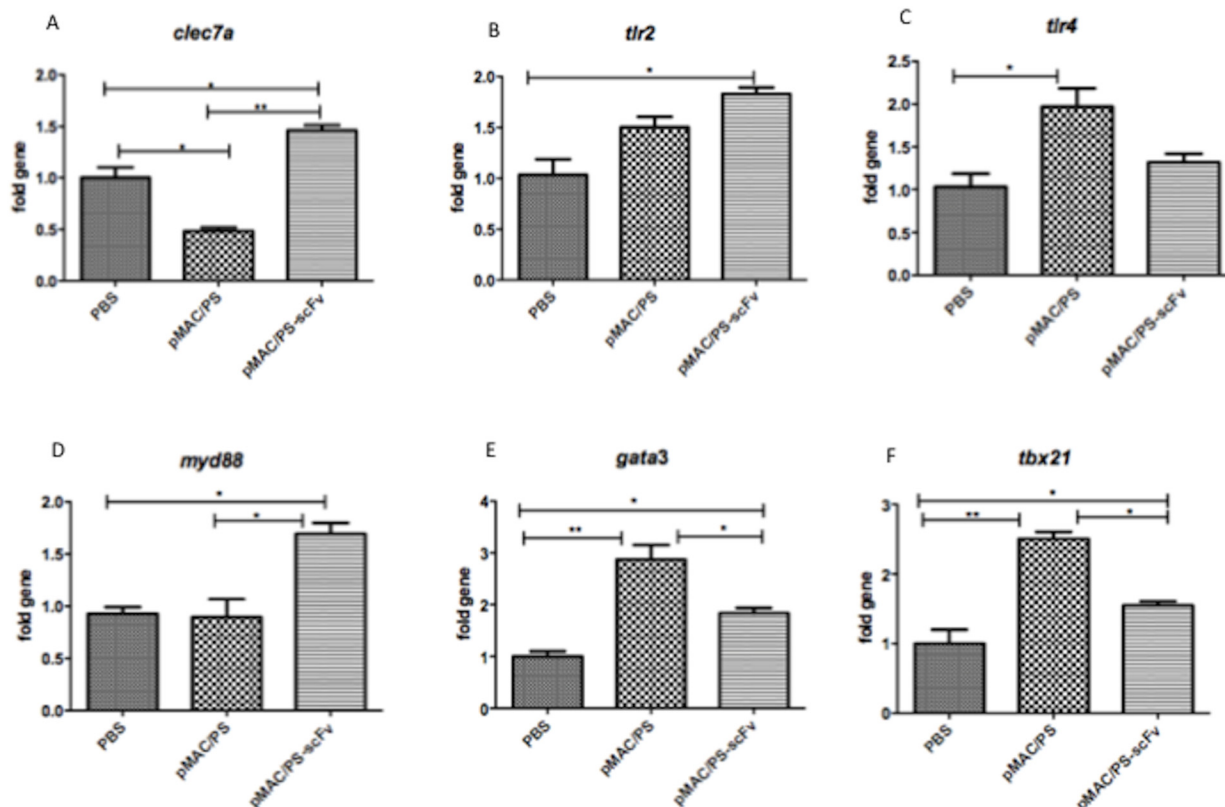 A
clec7a
fold gene
2.0
1.5
1.0
0.5
0.0
*
**
*
PBS
pMAC/PS
pMAC/PS-scFv
B
tlr2
fold gene
2.0
1.5
1.0
0.5
0.0
*
PBS
pMAC/PS
pMAC/PS-scFv
C
tlr4
fold gene
2.5
2.0
1.5
1.0
0.5
0.0
*
PBS
pMAC/PS
pMAC/PS-scFv
D
myd88
fold gene
2.0
1.5
1.0
0.5
0.0
*
*
PBS
pMAC/PS
pMAC/PS-scFv
E
gata3
fold gene
4
3
2
1
0
*
**
*
PBS
pMAC/PS
pMAC/PS-scFv
F
tbx21
fold gene
3
2
1
0
*
**
*
PBS
pMAC/PS
pMAC/PS-scFv